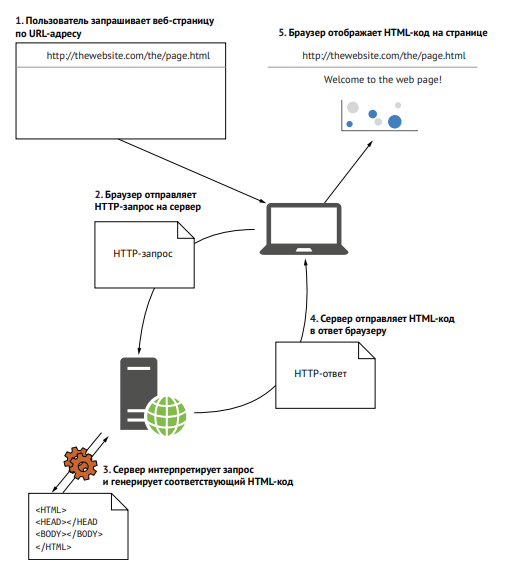 1. Пользователь запрашивает веб-страницу
по URL-адресу
http://thewebsite.com/the/page.html
5. Браузер отображает HTML-код на странице
http://thewebsite.com/the/page.html
Welcome to the web page!
2. Браузер отправляет
HTTP-запрос на сервер
HTTP-запрос
4. Сервер отправляет HTML-код
в ответ браузеру
HTTP-ответ
3. Сервер интерпретирует запрос
и генерирует соответствующий HTML-код
<HTML>
<HEAD></HEAD
<BODY></BODY>
</HTML>